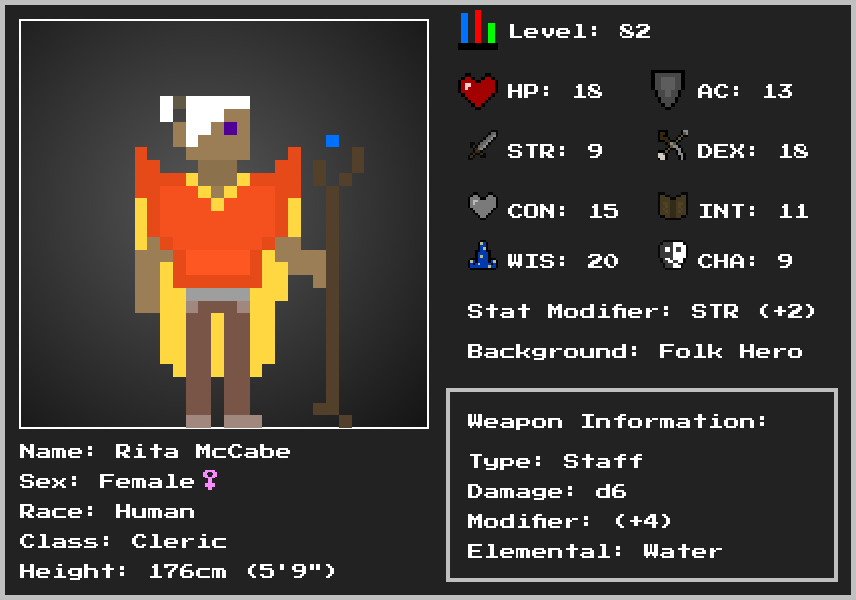 Level: 82
HP: 18
AC: 13
STR: 9
DEX: 18
CON: 15
INT: 11
WIS: 20
CHA: 9
Stat Modifier: STR (+2)
Background: Folk Hero
Weapon Information:
Type: Staff
Damage: d6
Modifier: (+4)
Elemental: Water
Name: Rita McCabe
Sex: Female♀
Race: Human
Class: Cleric
Height: 176cm (5'9")